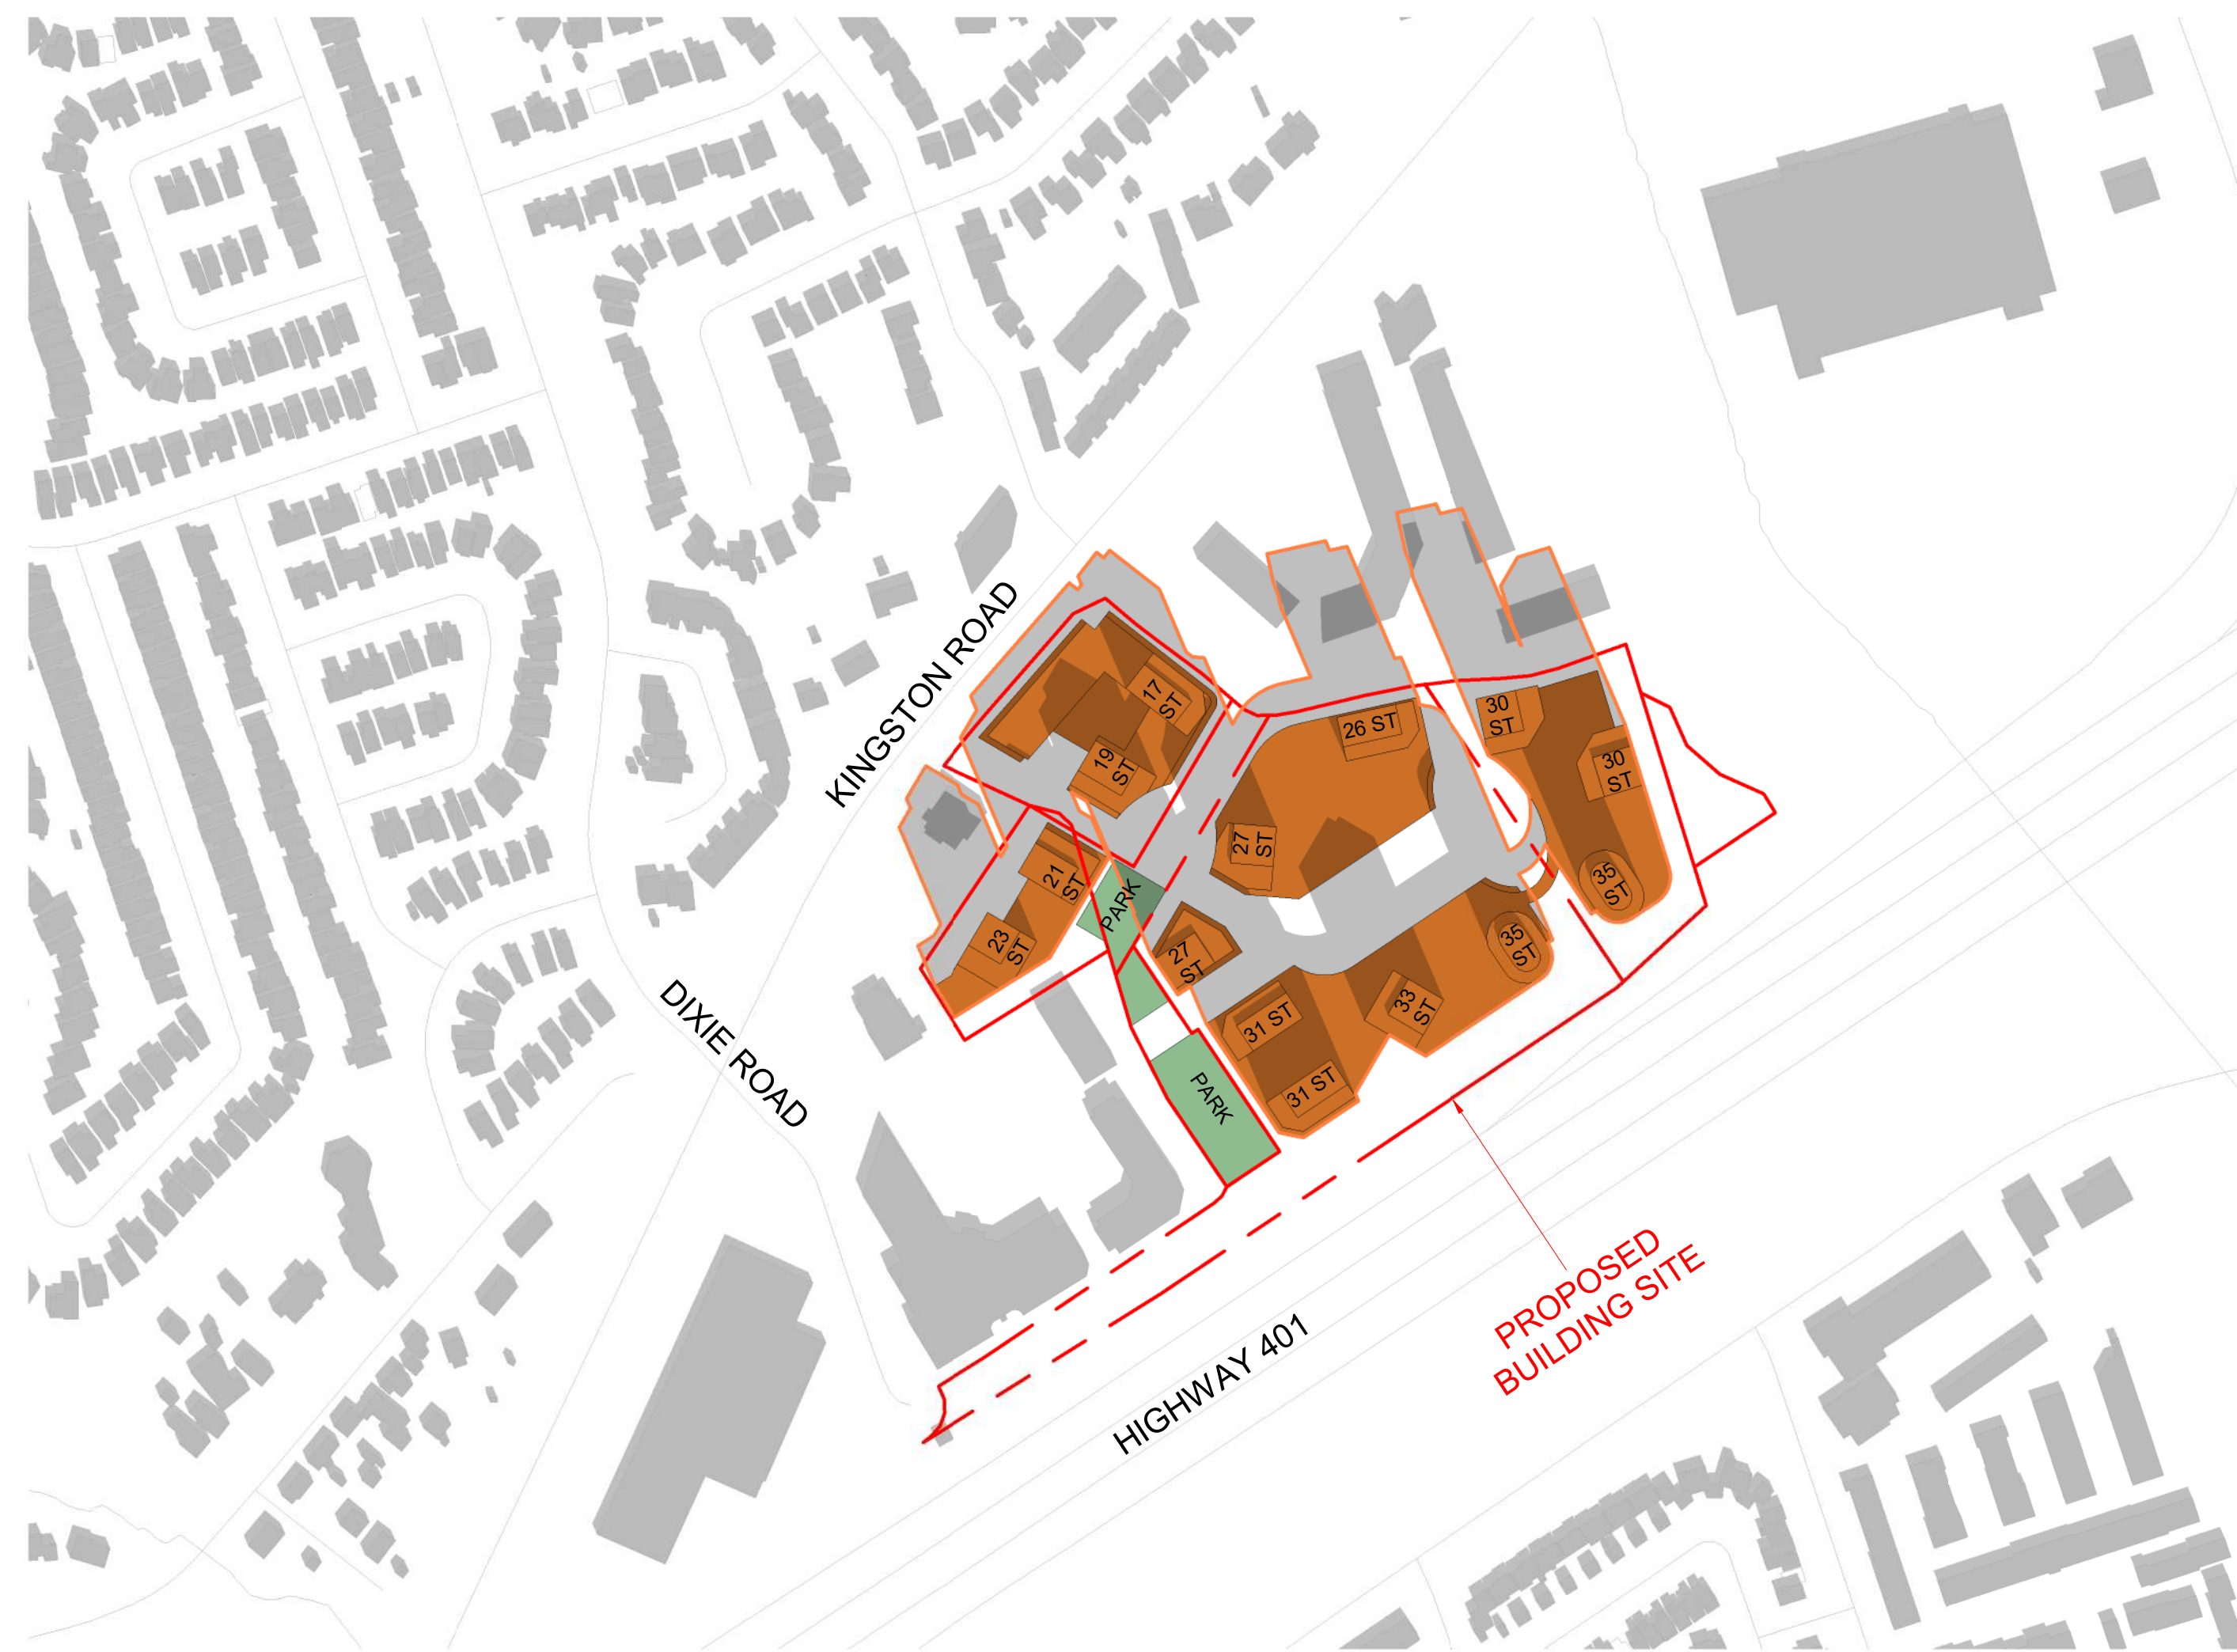 KINGSTON ROAD
17
ST
19
ST
26 ST
30
ST
30
ST
27
ST
21
ST
35
ST
PARK
23
ST
27
ST
35
ST
31 ST
33
ST
31 ST
PARK
DIXIE ROAD
PROPOSED
BUILDING SITE
HIGHWAY 401